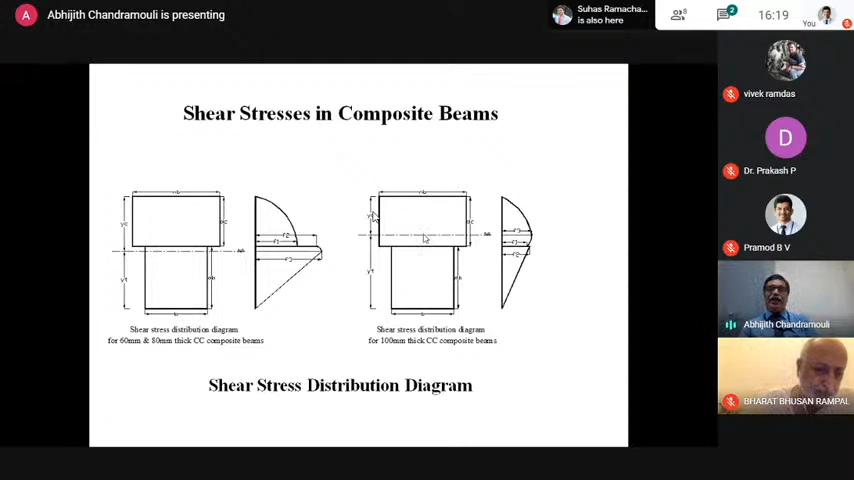 A
Abhijith Chandramouli is presenting
Suhas Ramacha...
is also here
8
2
16:19
You
Shear Stresses in Composite Beams
Shear stress distribution diagram
for 60mm & 80mm thick CC composite beams
Shear stress distribution diagram
for 100mm thick CC composite beams
Shear Stress Distribution Diagram
vivek ramdas
D
Dr. Prakash P
Pramod B V
Abhijith Chandramouli
BHARAT BHUSAN RAMPAL